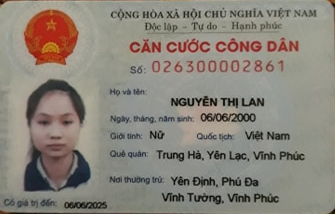 CỘNG HÒA XÃ HỘI CHỦ NGHĨA VIỆT NAM
Độc lập - Tự do - Hạnh phúc
CĂN CƯỚC CÔNG DÂN
Số: 026300002861
Họ và tên:
NGUYỄN THỊ LAN
Ngày, tháng, năm sinh: 06/06/2000
Giới tính: Nữ Quốc tịch: Việt Nam
Quê quán: Trung Hà, Yên Lạc, Vĩnh Phúc
Nơi thường trú: Yên Định, Phú Đa
Vĩnh Tường, Vĩnh Phúc
Có giá trị đến: 06/06/2025